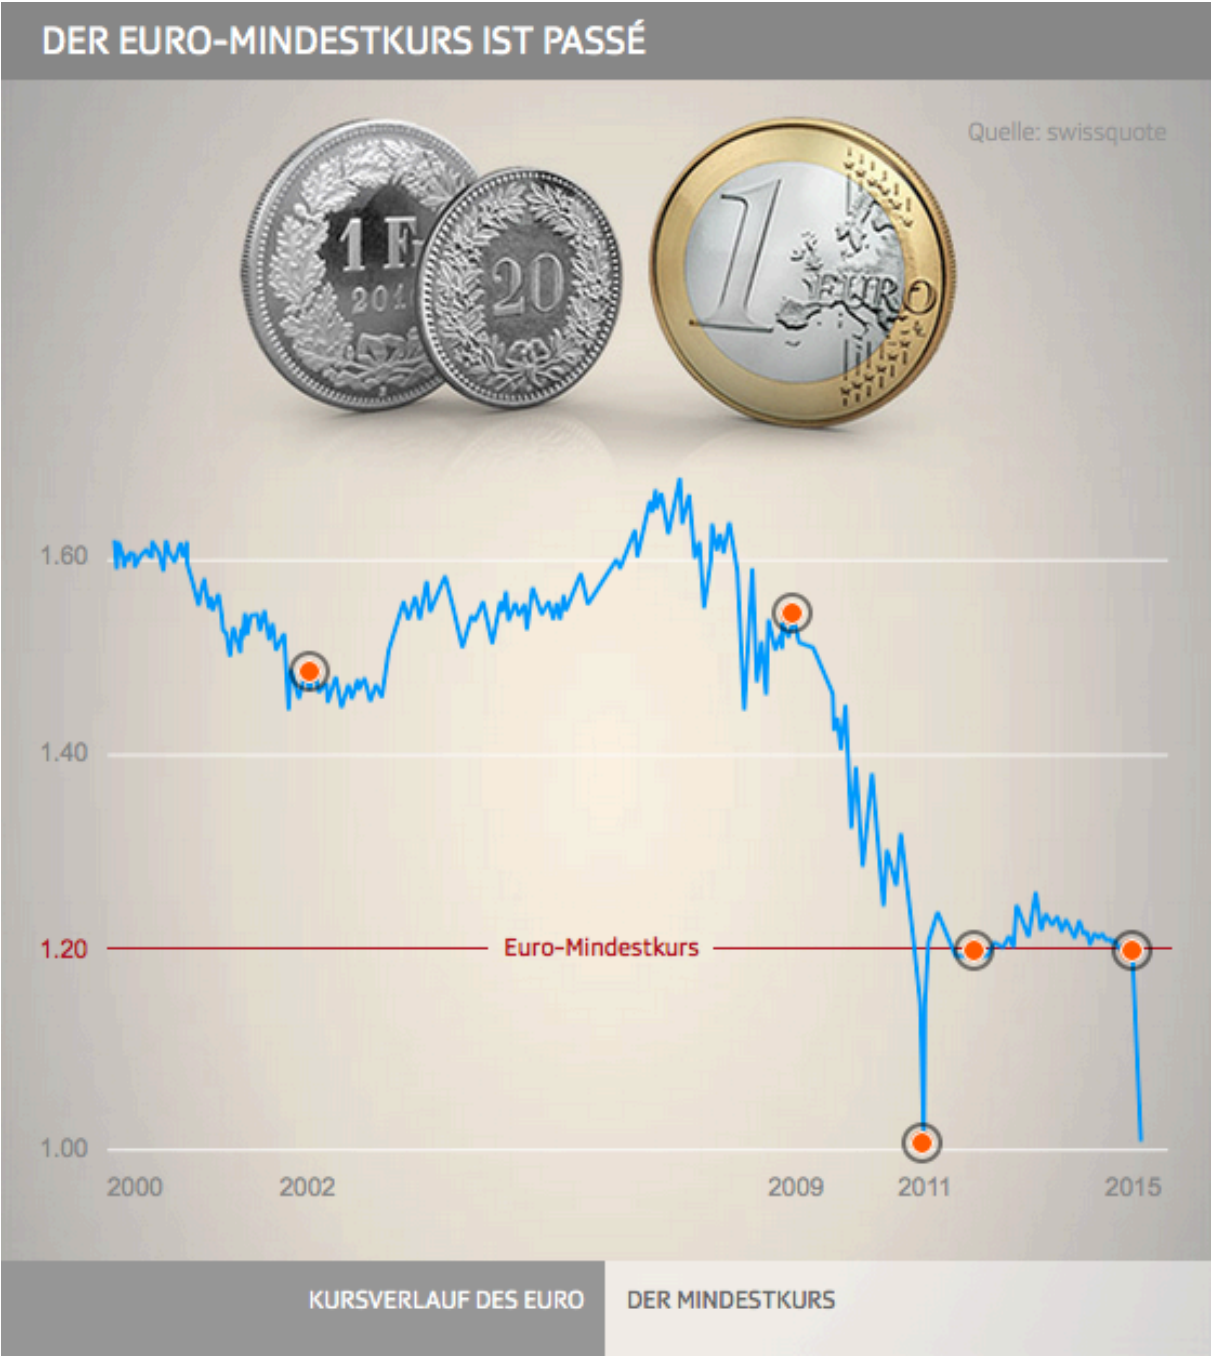 DER EURO-MINDESTKURS IST PASSÉ
Quelle: swissquote
1 Fr
201
20
1
EURO
1.60
1.40
1.20
Euro-Mindestkurs
1.00
2000 2002 2009 2011 2015
KURSVERLAUF DES EURO DER MINDESTKURS